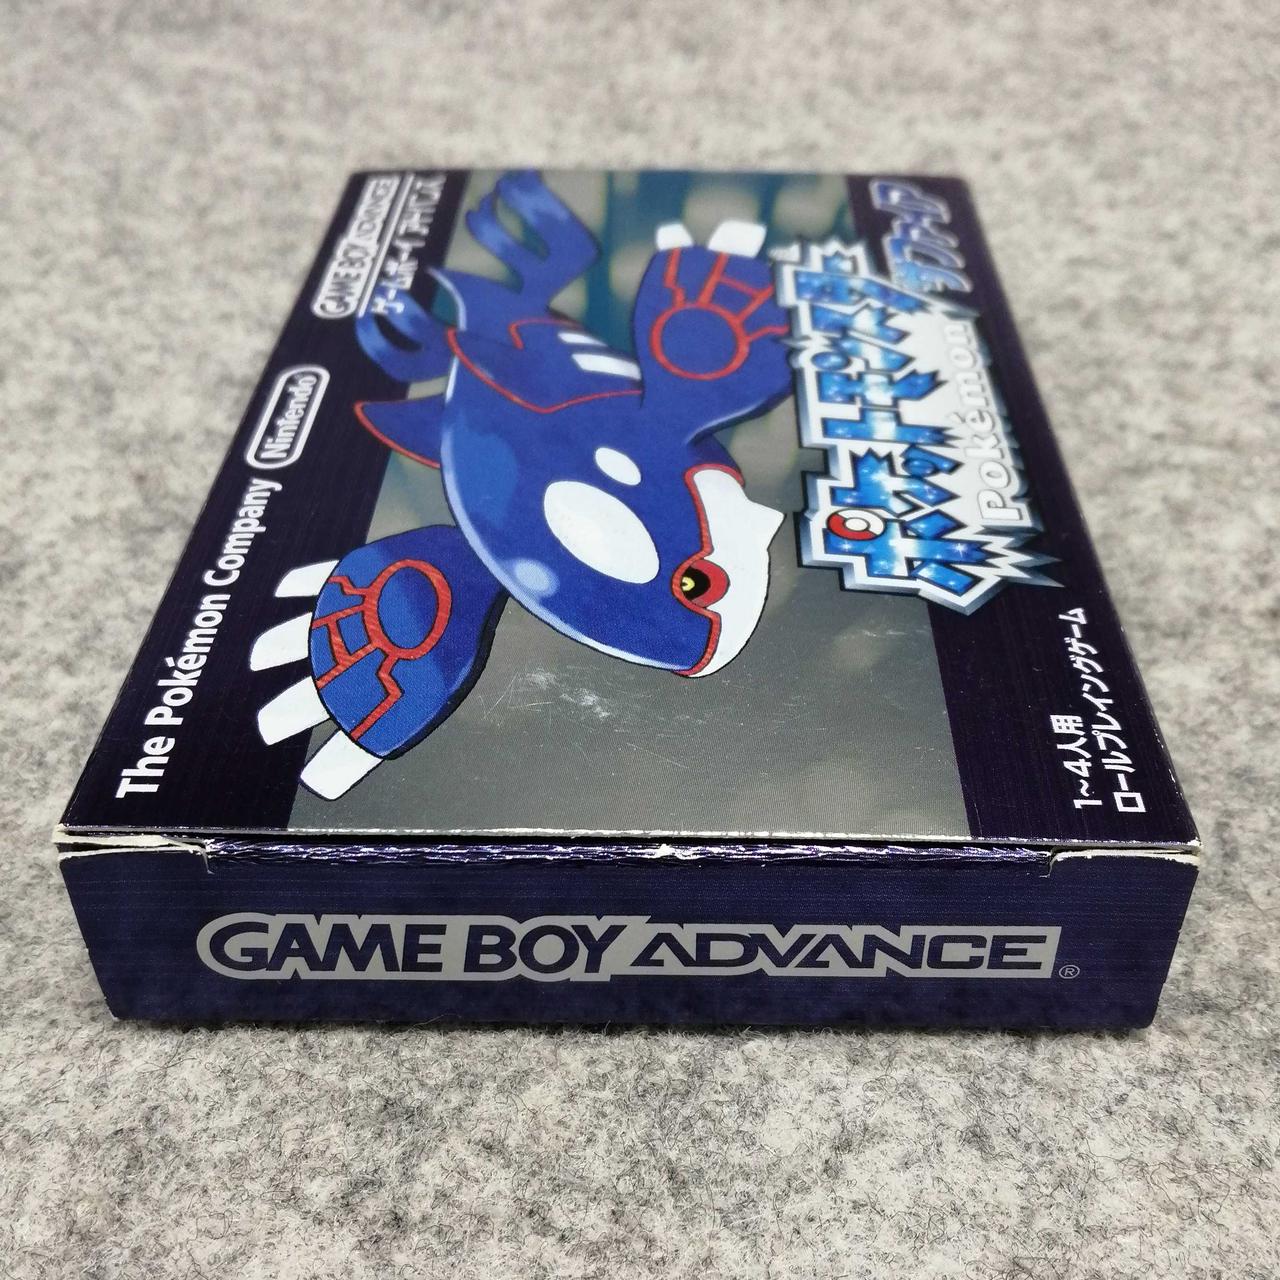 GAME BOY ADVANCE
ゲームボーイ アドバンス
The Pokémon Company
Nintendo
ポケットモンスター
Pokémon
サファイア
1~4人用
ロールプレイングゲーム
GAME BOY ADVANCE®